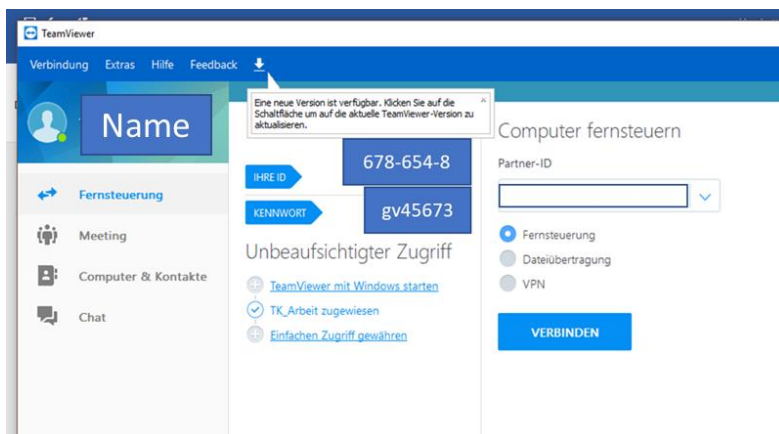 TeamViewer
Verbindung Extras Hilfe Feedback
Eine neue Version ist verfügbar. Klicken Sie auf die
Schaltfläche um auf die aktuelle TeamViewer-Version zu
aktualisieren.
Name
Fernsteuerung
Meeting
Computer & Kontakte
Chat
IHRE ID
678-654-8
KENNWORT
gv45673
Unbeaufsichtigter Zugriff
TeamViewer mit Windows starten
TK_Arbeit zugewiesen
Einfachen Zugriff gewähren
Computer fernsteuern
Partner-ID
Fernsteuerung
Dateiübertragung
VPN
VERBINDEN